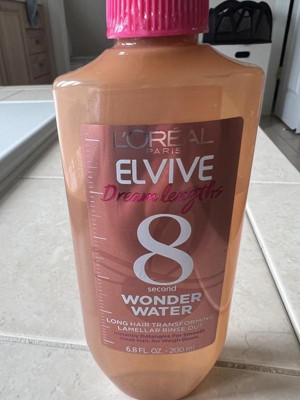 L'ORÉAL
PARIS
ELVIVE
Dream lengths
8
second
WONDER
WATER
LONG HAIR TRANSFORMING
LAMELLAR RINSE OUT
6.8 FL. OZ. - 200 mL